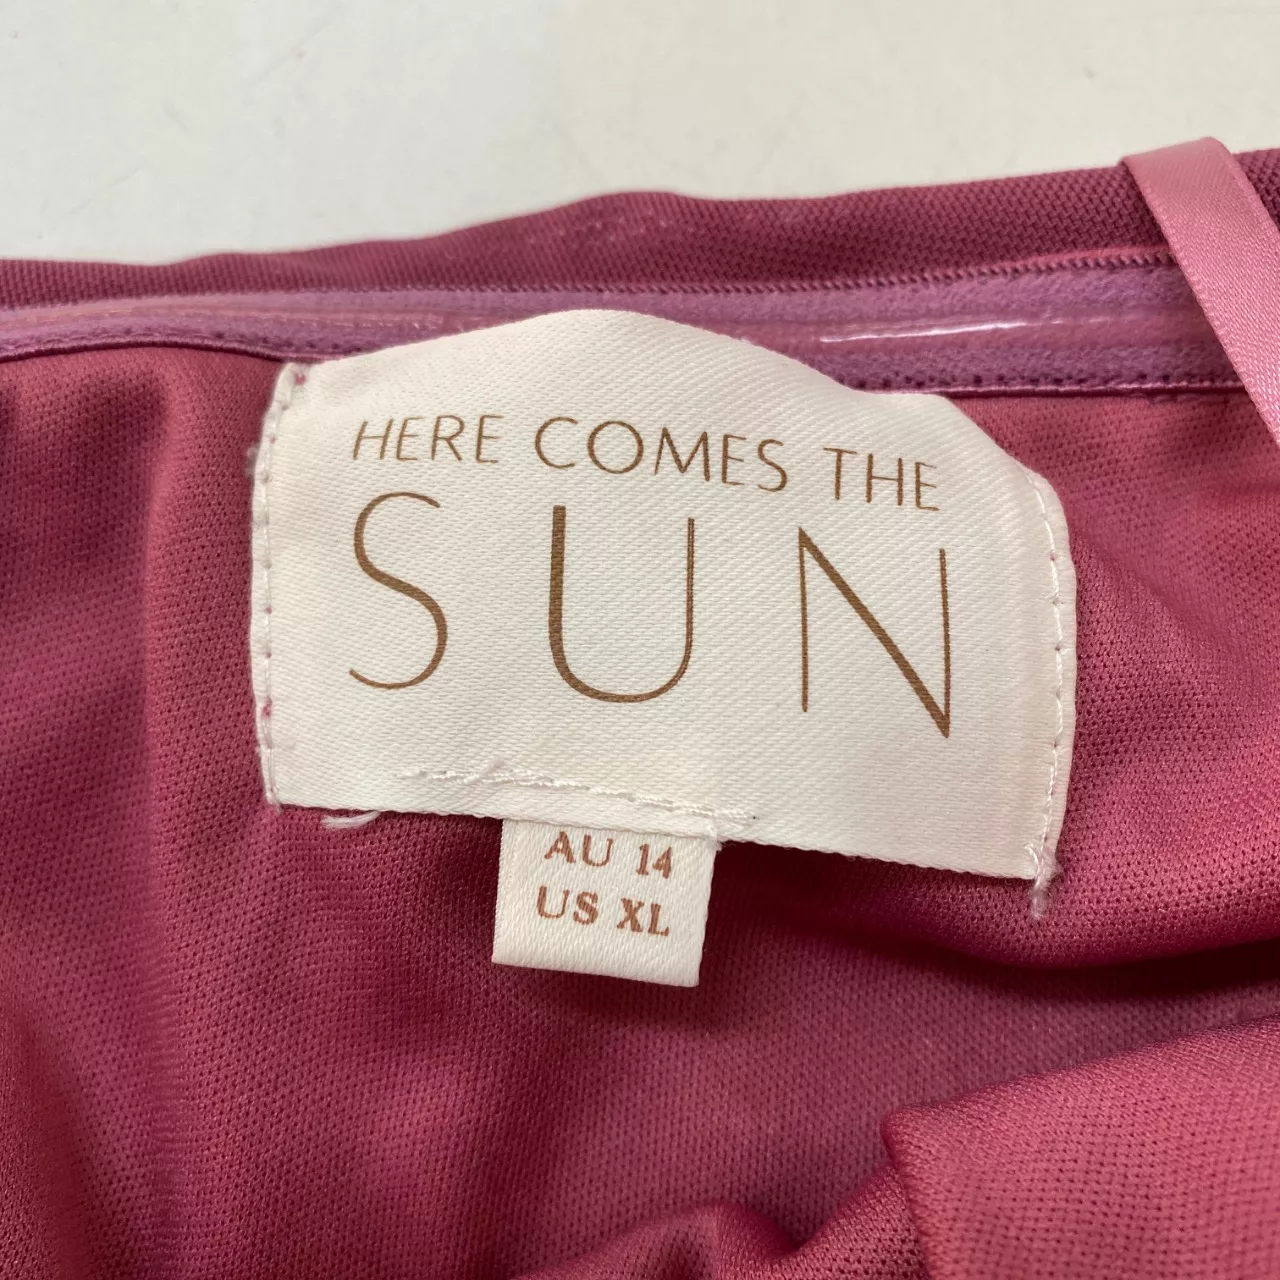 HERE COMES THE
SUN
AU 14
US XL